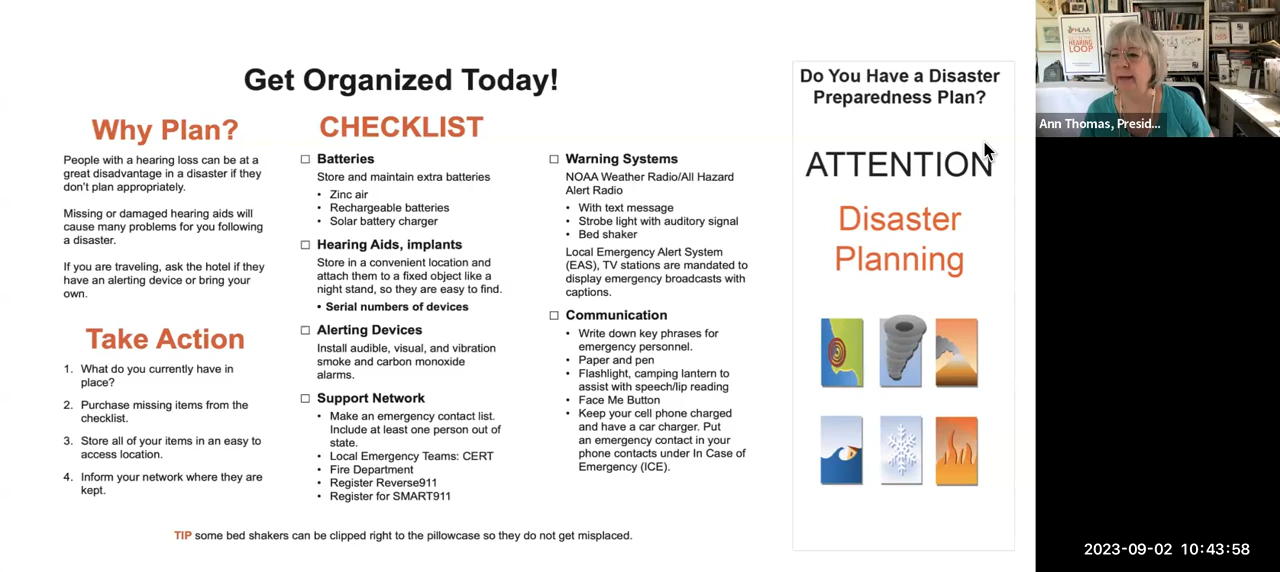 Get Organized Today!
Why Plan?
People with a hearing loss can be at a
great disadvantage in a disaster if they
don't plan appropriately.
Missing or damaged hearing aids will
cause many problems for you following
a disaster.
If you are traveling, ask the hotel if they
have an alerting device or bring your
own.
Take Action
1. What do you currently have in
place?
2. Purchase missing items from the
checklist.
3. Store all of your items in an easy to
access location.
4. Inform your network where they are
kept.
CHECKLIST
Batteries
Store and maintain extra batteries
• Zinc air
• Rechargeable batteries
• Solar battery charger
Hearing Aids, implants
Store in a convenient location and
attach them to a fixed object like a
night stand, so they are easy to find.
• Serial numbers of devices
Alerting Devices
Install audible, visual, and vibration
smoke and carbon monoxide
alarms.
Support Network
• Make an emergency contact list.
Include at least one person out of
state.
• Local Emergency Teams: CERT
• Fire Department
• Register Reverse911
• Register for SMART911
Warning Systems
NOAA Weather Radio/All Hazard
Alert Radio
• With text message
• Strobe light with auditory signal
• Bed shaker
Local Emergency Alert System
(EAS), TV stations are mandated to
display emergency broadcasts with
captions.
Communication
• Write down key phrases for
emergency personnel.
• Paper and pen
• Flashlight, camping lantern to
assist with speech/lip reading
• Face Me Button
• Keep your cell phone charged
and have a car charger. Put
an emergency contact in your
phone contacts under In Case of
Emergency (ICE).
TIP some bed shakers can be clipped right to the pillowcase so they do not get misplaced.
Do You Have a Disaster
Preparedness Plan?
ATTENTION
Disaster
Planning
HLAA
HEARING
LOOP
Ann Thomas, Presid...
2023-09-02 10:43:58